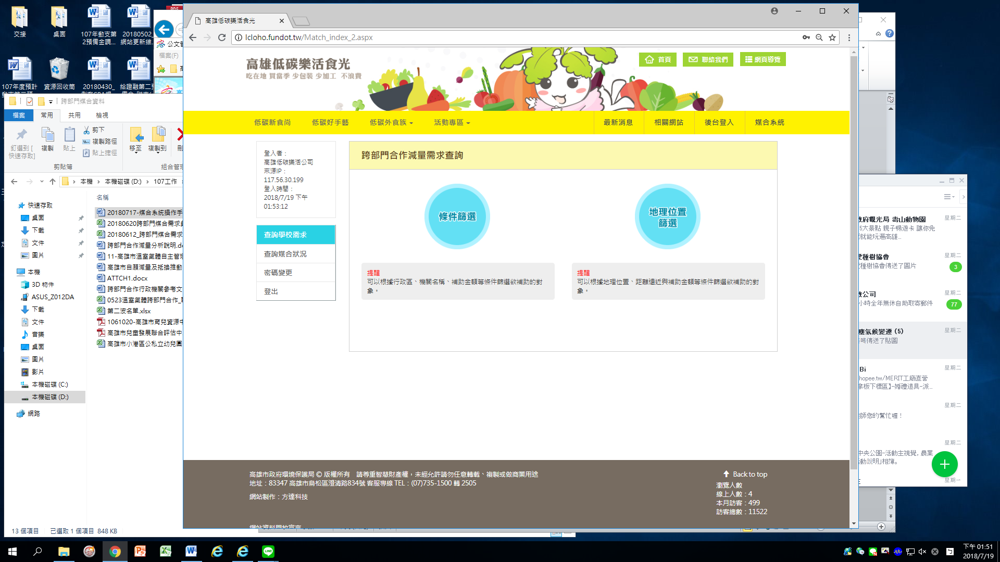 交接
桌面
107年動支第
2預備金調...
20180502_
網站更新維...
107年度預計
資源回收筒
20180430_
給證融第二
檔案(F)
跨部門媒合資料
檔案
常用
共用
檢視
釘選到 [
快速存取]
複製
貼上
剪下
複製路徑
貼上捷徑
移至
複製到
剪貼簿
組合管理
本機 › 本機磁碟 (D:) › 107工作
快速存取
桌面
下載
文件
圖片
本機
3D 物件
ASUS_Z012DA
下載
文件
音樂
桌面
圖片
影片
本機磁碟 (C:)
本機磁碟 (D:)
網路
名稱
20180717-媒合系統操作手
20180620跨部門媒合需求
20180612_跨部門媒合需求
跨部門合作減量分析說明.do
11-高雄市溫室氣體自主管理
高雄市自願減量及抵換推動
ATTCH1.docx
跨部門合作行政機關參考文
0523溫室氣體跨部門合作_
第二波名單.xlsx
1061020-高雄市育兒資源中
高雄市兒童發展聯合評估中
高雄市小港區公私立幼兒園
13 個項目
已選取 1 個項目 848 KB
高雄低碳樂活食光
lcloho.fundot.tw/Match_index_2.aspx
高雄低碳樂活食光
吃在地 買當季 少包裝 少加工 不浪費
首頁
聯絡我們
網頁導覽
低碳新食尚
低碳好手藝
低碳外食族
活動專區
最新消息
相關網站
後台登入
媒合系統
登入者：
高雄低碳樂活公司
來源IP：
117.56.30.199
登入時間：
2018/7/19 下午
01:53:12
查詢學校需求
查詢媒合狀況
密碼變更
登出
跨部門合作減量需求查詢
條件篩選
地理位置
篩選
提醒
可以根據行政區、機關名稱、補助金額等條件篩選欲補助的對
象。
提醒
可以根據地理位置、距離遠近與補助金額等條件篩選欲補助的對
象。
高雄市政府環境保護局 © 版權所有　請尊重智慧財產權，未經允許請勿任意轉載、複製或做商業用途
地址：83347 高雄市鳥松區澄清路834號 客服專線 TEL：(07)735-1500 轉 2505
網站製作：方達科技
網站資料開放宣言
Back to top
瀏覽人數
線上人數：4
本月訪客：499
訪客總數：11522
政府觀光局 壽山動物園
星期二
5大景點 親子暢遊卡 讓你免
就能玩遍高雄...
愛種樹協會
星期二
種樹協會傳送了圖片
3
公司
星期二
小時全年無休自助取寄郵件
77
應氣候變遷 (5)
星期二
咚傳送了貼圖
Bi
星期二
hopee.tw/MERIT工廠直營
拿板下標區】-婚禮道具-派...
星期二
師您的幫忙喔！
星期二
中央公園-活動主視覺, 農業
動說明」相簿。
星期一
下午 01:51
2018/7/19